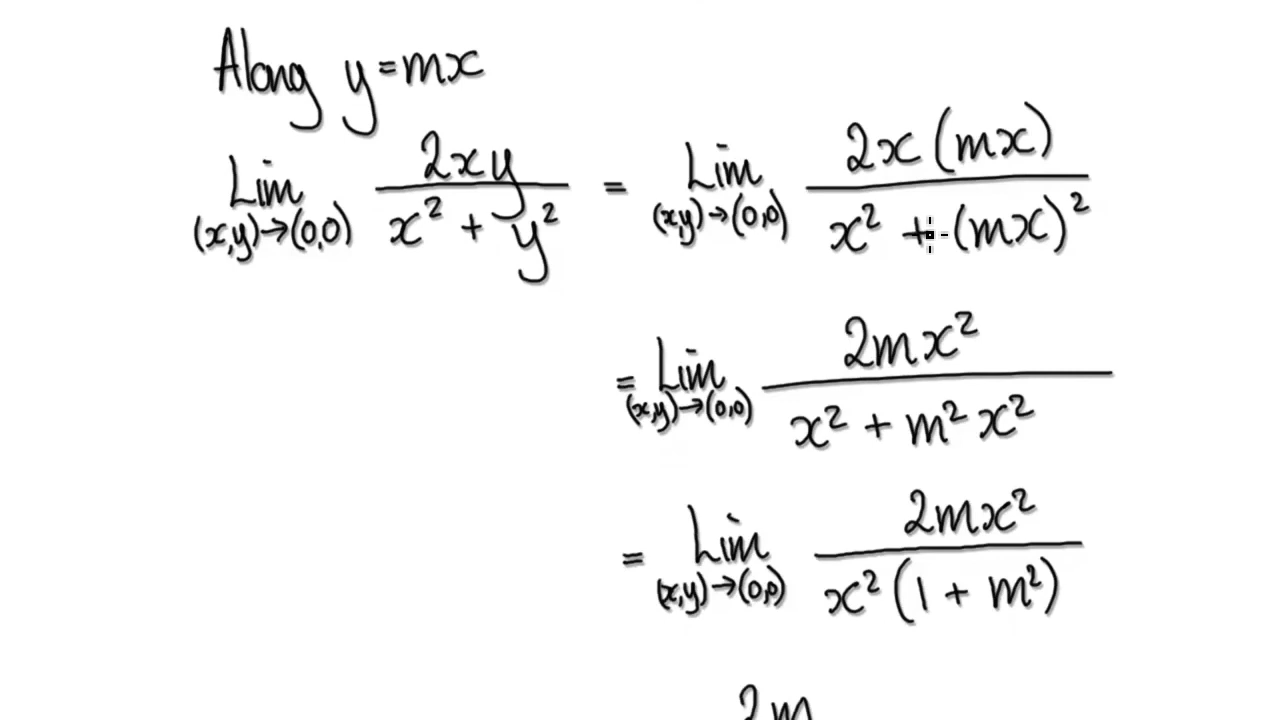 Along y = mx
Lim (x,y)→(0,0) 2xy / x² + y² = Lim (x,y)→(0,0) 2x(mx) / x² + (mx)²
= Lim (x,y)→(0,0) 2mx² / x² + m²x²
= Lim (x,y)→(0,0) 2mx² / x²(1 + m²)
2m